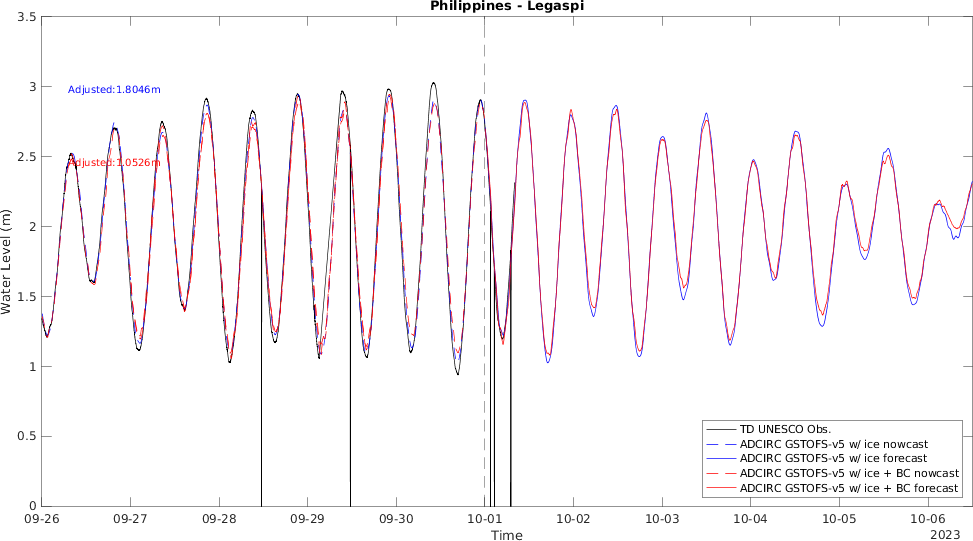 Philippines - Legaspi
3.5
3
2.5
2
1.5
1
0.5
0
Water Level (m)
Adjusted:1.8046m
Adjusted:1.0526m
TD UNESCO Obs.
ADCIRC GSTOFS-v5 w/ ice nowcast
ADCIRC GSTOFS-v5 w/ ice forecast
ADCIRC GSTOFS-v5 w/ ice + BC nowcast
ADCIRC GSTOFS-v5 w/ ice + BC forecast
09-26 09-27 09-28 09-29 09-30 10-01 10-02 10-03 10-04 10-05 10-06
Time
2023